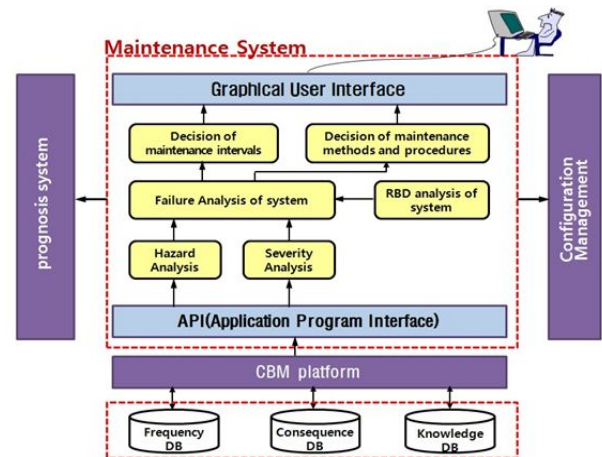 Maintenance System
Graphical User Interface
Decision of
maintenance intervals
Decision of maintenance
methods and procedures
Failure Analysis of system
RBD analysis of
system
Hazard
Analysis
Severity
Analysis
API(Application Program Interface)
prognosis system
Configuration
Management
CBM platform
Frequency
DB
Consequence
DB
Knowledge
DB